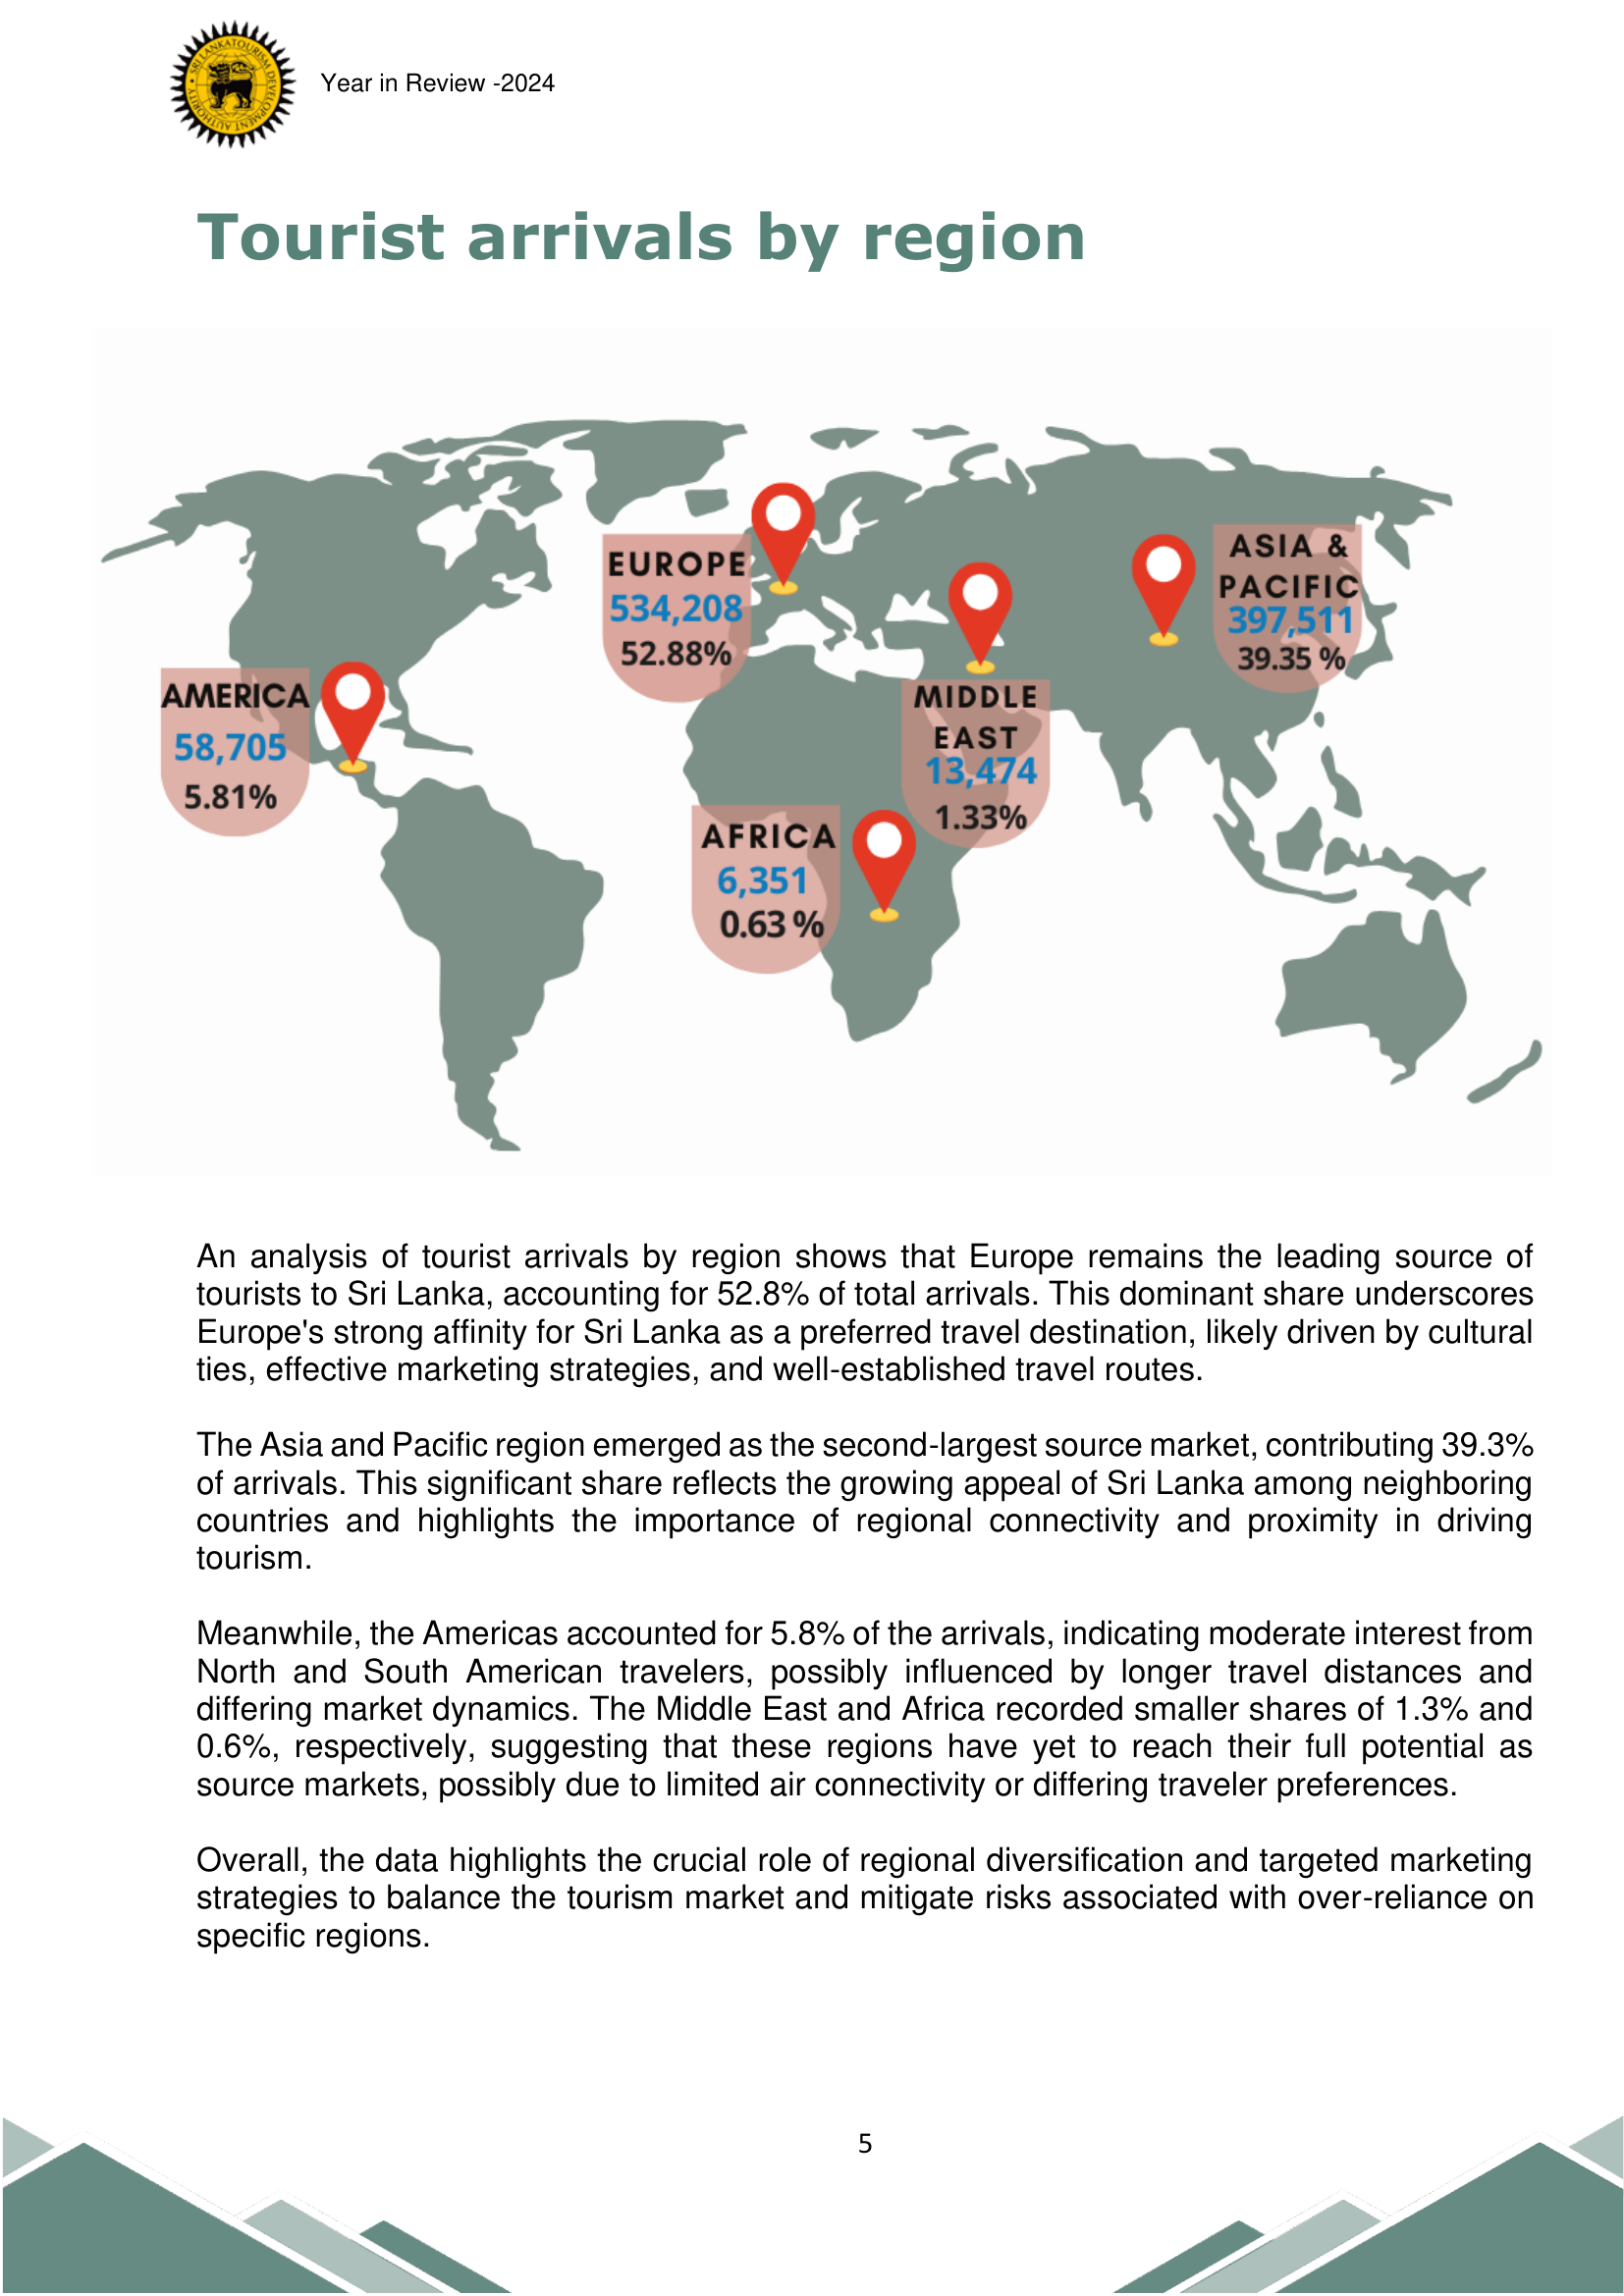 SRI LANKA TOURISM DEVELOPMENT AUTHORITY
Year in Review -2024
Tourist arrivals by region
EUROPE
534,208
52.88%
ASIA &
PACIFIC
397,511
39.35 %
AMERICA
58,705
5.81%
MIDDLE
EAST
13,474
1.33%
AFRICA
6,351
0.63 %
An analysis of tourist arrivals by region shows that Europe remains the leading source of
tourists to Sri Lanka, accounting for 52.8% of total arrivals. This dominant share underscores
Europe's strong affinity for Sri Lanka as a preferred travel destination, likely driven by cultural
ties, effective marketing strategies, and well-established travel routes.
The Asia and Pacific region emerged as the second-largest source market, contributing 39.3%
of arrivals. This significant share reflects the growing appeal of Sri Lanka among neighboring
countries and highlights the importance of regional connectivity and proximity in driving
tourism.
Meanwhile, the Americas accounted for 5.8% of the arrivals, indicating moderate interest from
North and South American travelers, possibly influenced by longer travel distances and
differing market dynamics. The Middle East and Africa recorded smaller shares of 1.3% and
0.6%, respectively, suggesting that these regions have yet to reach their full potential as
source markets, possibly due to limited air connectivity or differing traveler preferences.
Overall, the data highlights the crucial role of regional diversification and targeted marketing
strategies to balance the tourism market and mitigate risks associated with over-reliance on
specific regions.
5